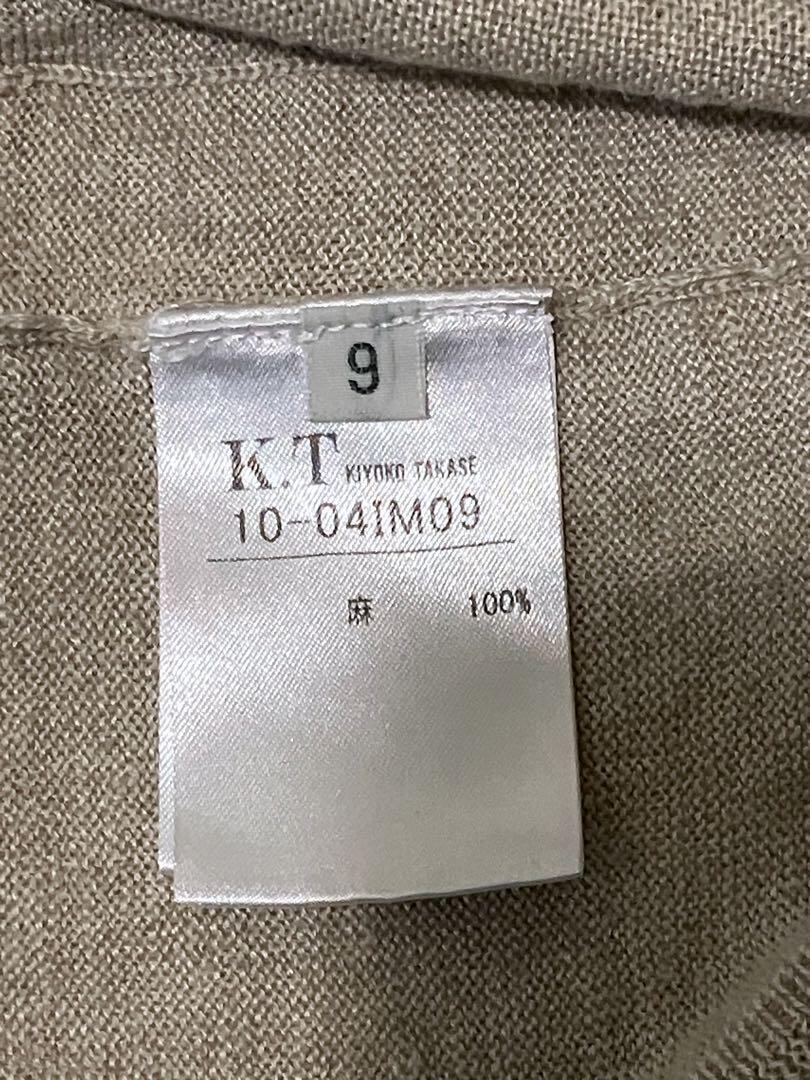 9
K.T KIYOKO TAKASE
10-04IM09
麻 100%